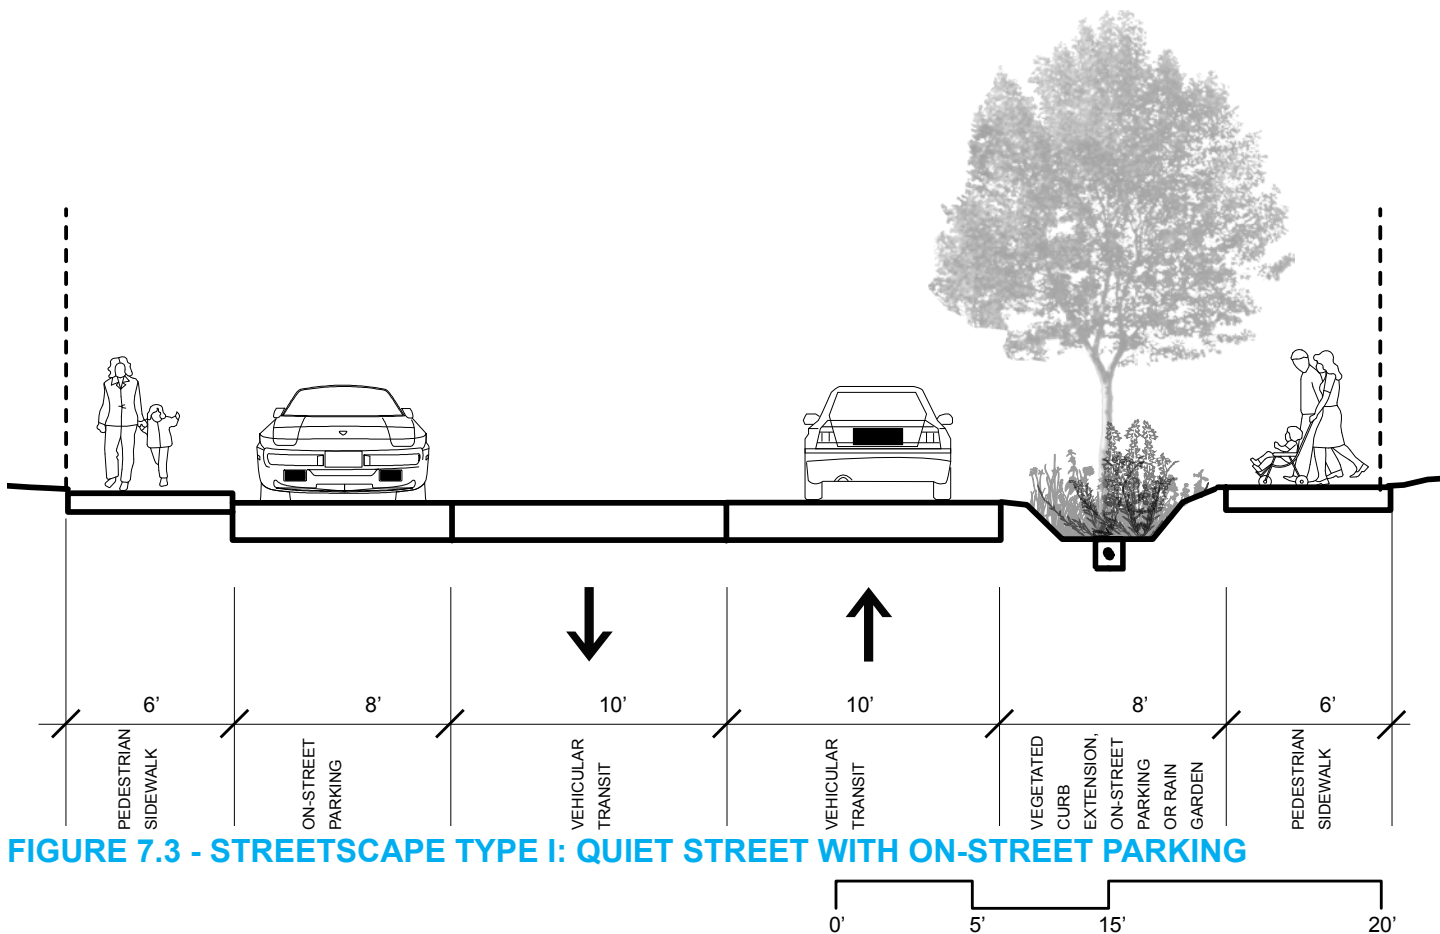 6’ 8’ 10’ 10’ 8’ 6’
PEDESTRIAN
SIDEWALK
ON-STREET
PARKING
VEHICULAR
TRANSIT
VEHICULAR
TRANSIT
VEGETATED
CURB
EXTENSION,
ON-STREET
PARKING
OR RAIN
GARDEN
PEDESTRIAN
SIDEWALK
FIGURE 7.3 - STREETSCAPE TYPE I: QUIET STREET WITH ON-STREET PARKING
0' 5' 15' 20'